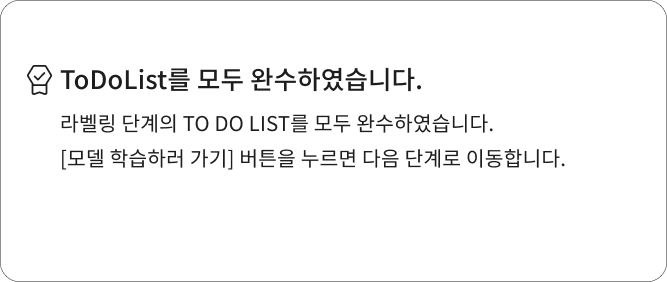 ToDoList를 모두 완수하였습니다.
라벨링 단계의 TO DO LIST를 모두 완수하였습니다.
[모델 학습하러 가기] 버튼을 누르면 다음 단계로 이동합니다.